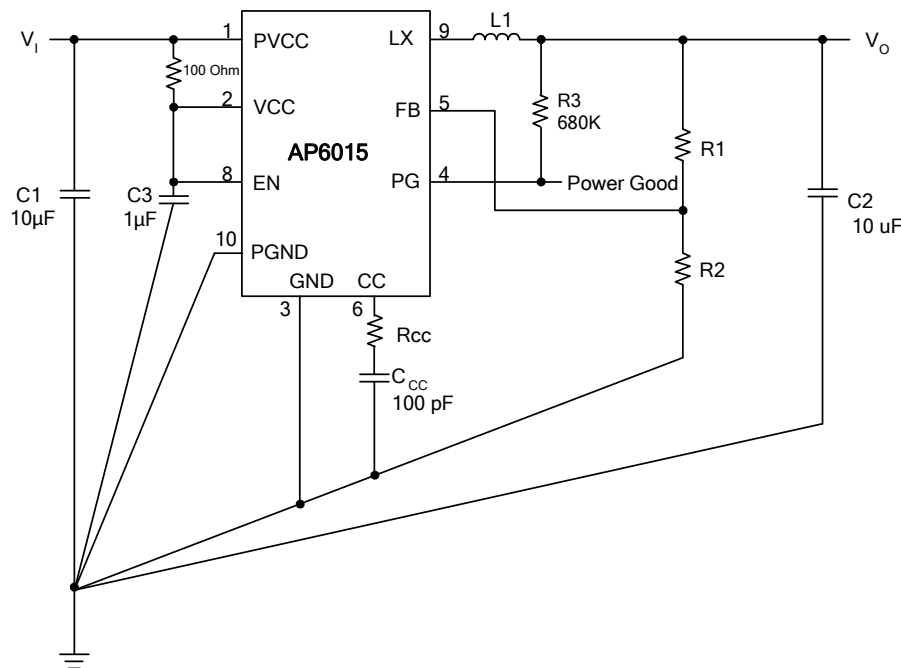 L1
V_I
1
PVCC
LX
9
V_O
100 Ohm
2
VCC
FB
5
R3
680K
AP6015
R1
8
EN
PG
4
Power Good
C1
10µF
C3
1µF
C2
10 uF
10
PGND
R2
GND
CC
3
6
Rcc
C_CC
100 pF